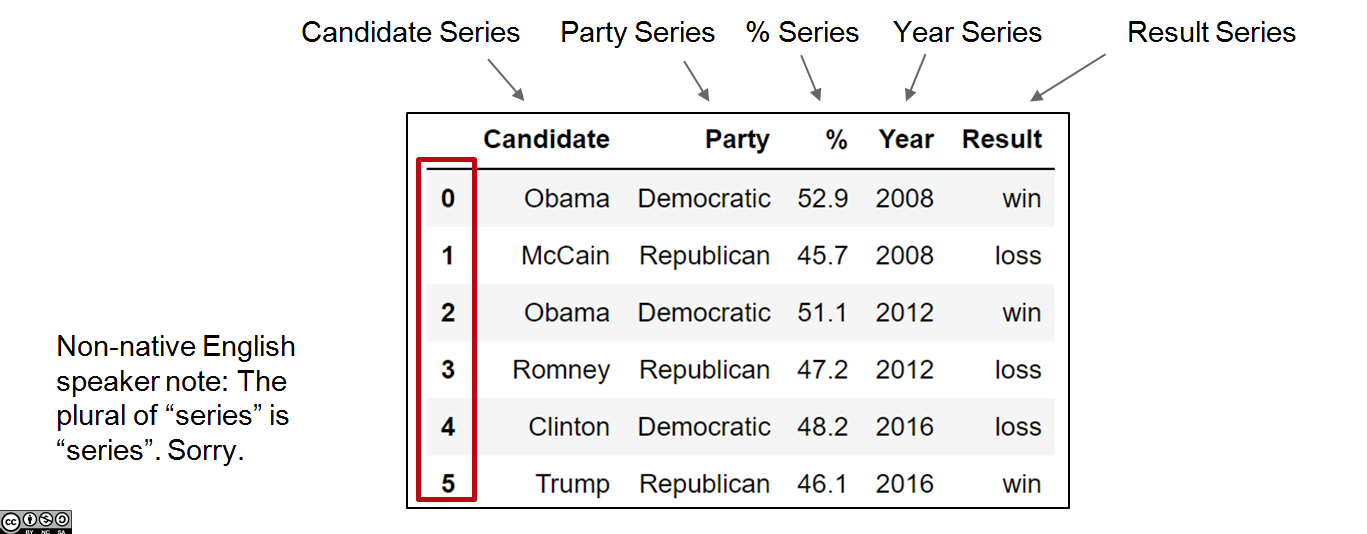 Candidate Series Party Series % Series Year Series Result Series
Candidate Party % Year Result
0 Obama Democratic 52.9 2008 win
1 McCain Republican 45.7 2008 loss
2 Obama Democratic 51.1 2012 win
3 Romney Republican 47.2 2012 loss
4 Clinton Democratic 48.2 2016 loss
5 Trump Republican 46.1 2016 win
Non-native English
speaker note: The
plural of “series” is
“series”. Sorry.
cc
BY NC SA